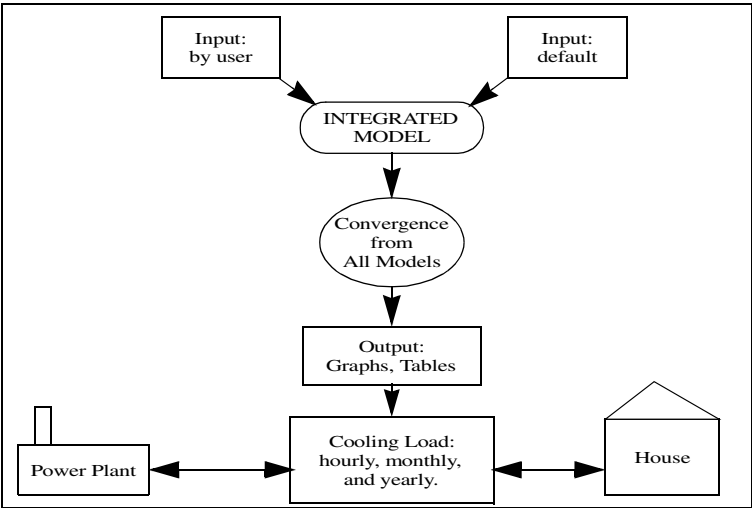 Input:
by user
Input:
default
INTEGRATED
MODEL
Convergence
from
All Models
Output:
Graphs, Tables
Cooling Load:
hourly, monthly,
and yearly.
Power Plant
House